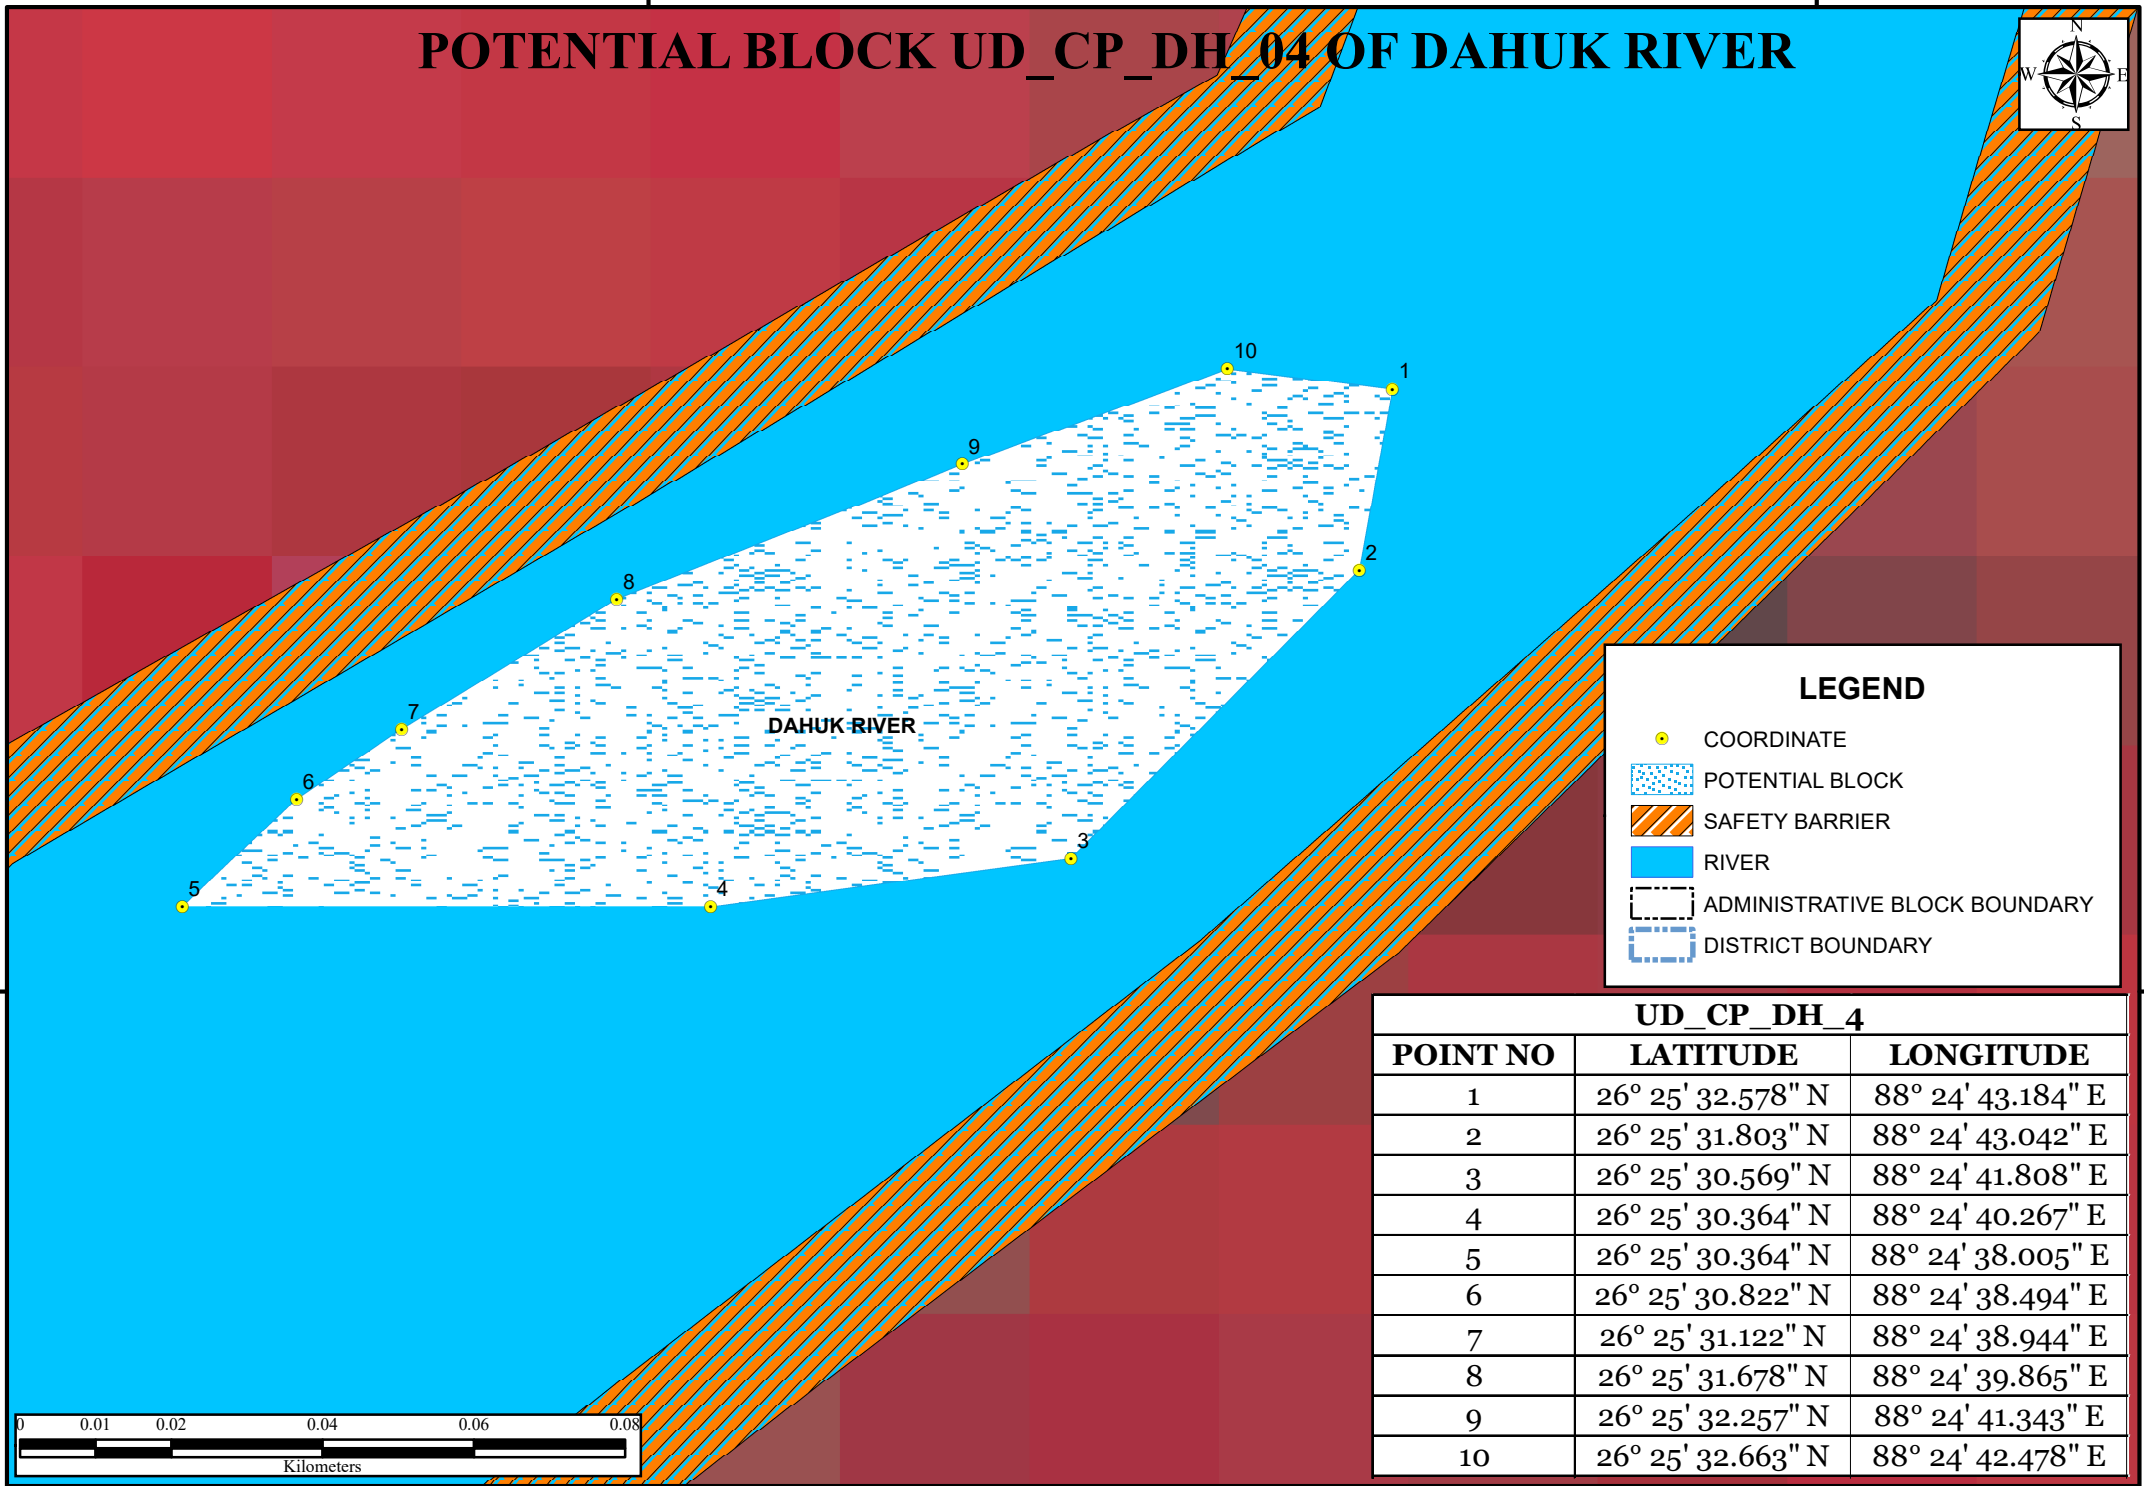 POTENTIAL BLOCK UD_CP_DH_04 OF DAHUK RIVER
N
W E
S
10
1
9
2
8
7
DAHUK RIVER
6
3
5
4
LEGEND
COORDINATE
POTENTIAL BLOCK
SAFETY BARRIER
RIVER
ADMINISTRATIVE BLOCK BOUNDARY
DISTRICT BOUNDARY
UD_CP_DH_4
POINT NO LATITUDE LONGITUDE
1 26° 25' 32.578" N 88° 24' 43.184" E
2 26° 25' 31.803" N 88° 24' 43.042" E
3 26° 25' 30.569" N 88° 24' 41.808" E
4 26° 25' 30.364" N 88° 24' 40.267" E
5 26° 25' 30.364" N 88° 24' 38.005" E
6 26° 25' 30.822" N 88° 24' 38.494" E
7 26° 25' 31.122" N 88° 24' 38.944" E
8 26° 25' 31.678" N 88° 24' 39.865" E
9 26° 25' 32.257" N 88° 24' 41.343" E
10 26° 25' 32.663" N 88° 24' 42.478" E
0 0.01 0.02 0.04 0.06 0.08
Kilometers